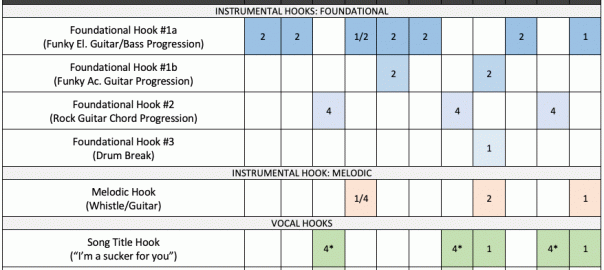 INSTRUMENTAL HOOKS: FOUNDATIONAL
Foundational Hook #1a
(Funky El. Guitar/Bass Progression)
2 2 1/2 2 2 2 1
Foundational Hook #1b
(Funky Ac. Guitar Progression)
2 2
Foundational Hook #2
(Rock Guitar Chord Progression)
4 4 4
Foundational Hook #3
(Drum Break)
1
INSTRUMENTAL HOOK: MELODIC
Melodic Hook
(Whistle/Guitar)
1/4 2 1
VOCAL HOOKS
Song Title Hook
("I'm a sucker for you")
4* 4* 1 4* 1